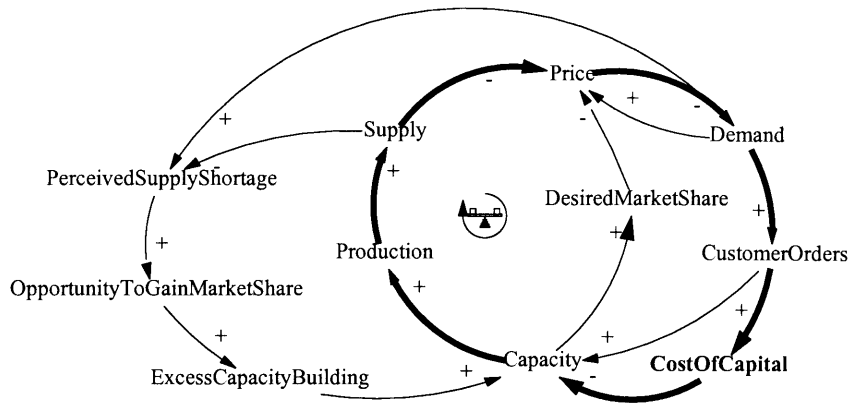 Price
-
+
-
+
Supply
Demand
-
-
PerceivedSupplyShortage
+
DesiredMarketShare
+
+
+
Production
CustomerOrders
OpportunityToGainMarketShare
+
+
+
+
Capacity
CostOfCapital
ExcessCapacityBuilding
+
-